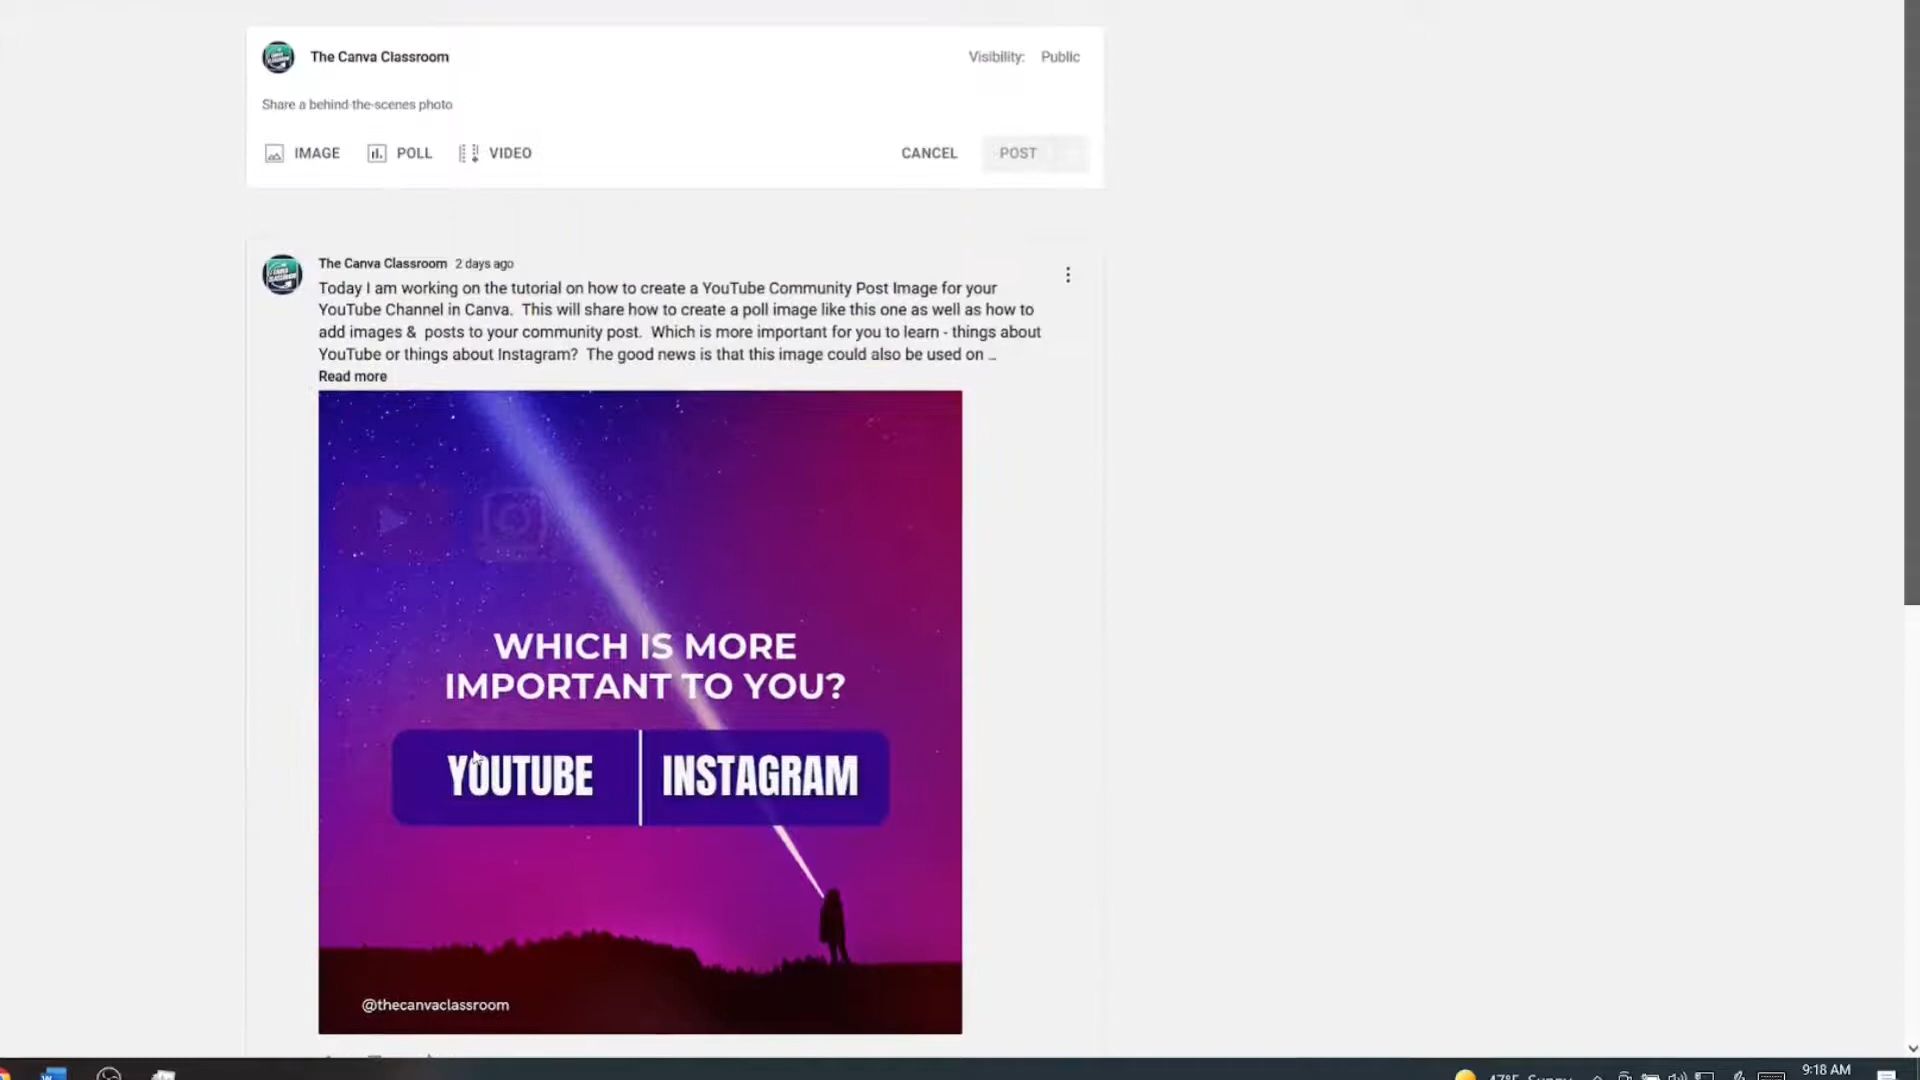 The Canva Classroom
Visibility: Public
Share a behind-the-scenes photo
IMAGE POLL VIDEO CANCEL POST
The Canva Classroom 2 days ago
Today I am working on the tutorial on how to create a YouTube Community Post Image for your
YouTube Channel in Canva. This will share how to create a poll image like this one as well as how to
add images & posts to your community post. Which is more important for you to learn - things about
YouTube or things about Instagram? The good news is that this image could also be used on ...
Read more
WHICH IS MORE
IMPORTANT TO YOU?
YOUTUBE INSTAGRAM
@thecanvaclassroom
47°F Sunny
9:18 AM